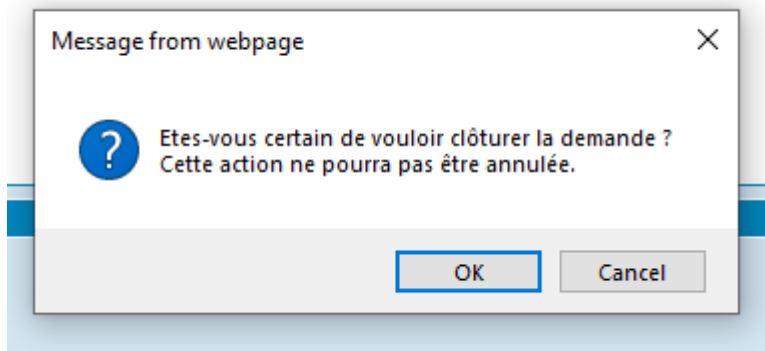 Message from webpage
Etes-vous certain de vouloir clôturer la demande ?
Cette action ne pourra pas être annulée.
OK
Cancel